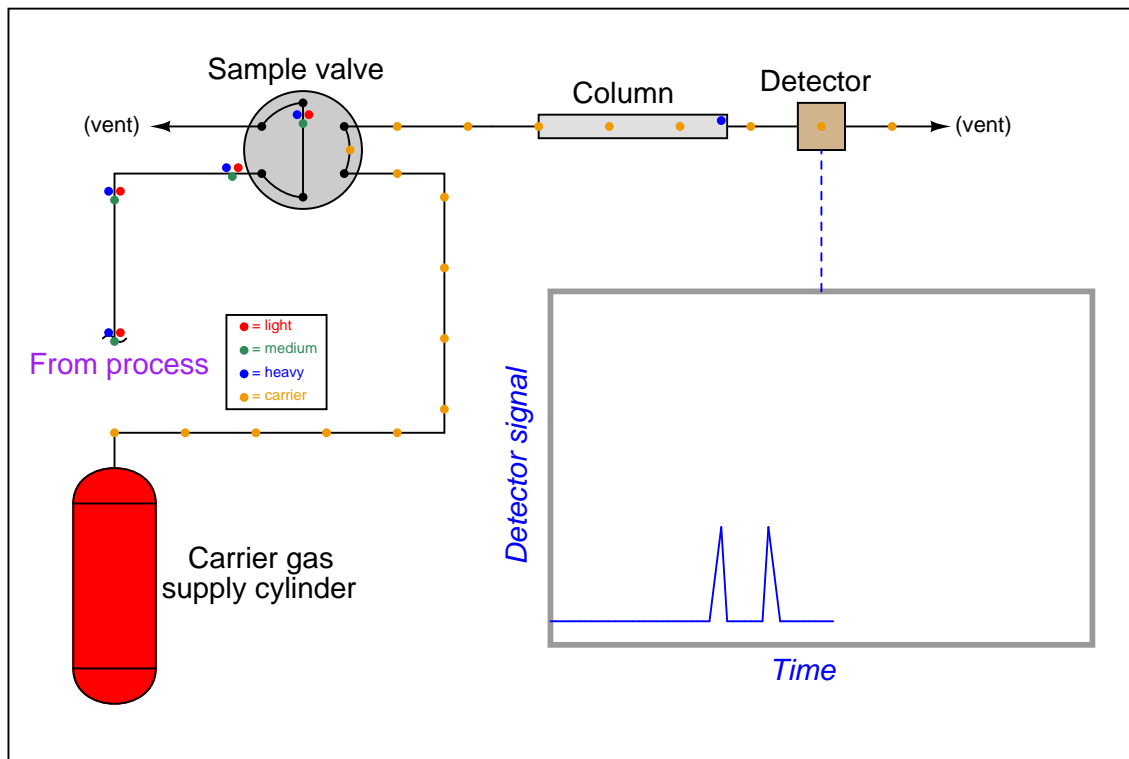 Sample valve
Column
Detector
(vent)
(vent)
= light
= medium
= heavy
= carrier
From process
Detector signal
Carrier gas
supply cylinder
Time